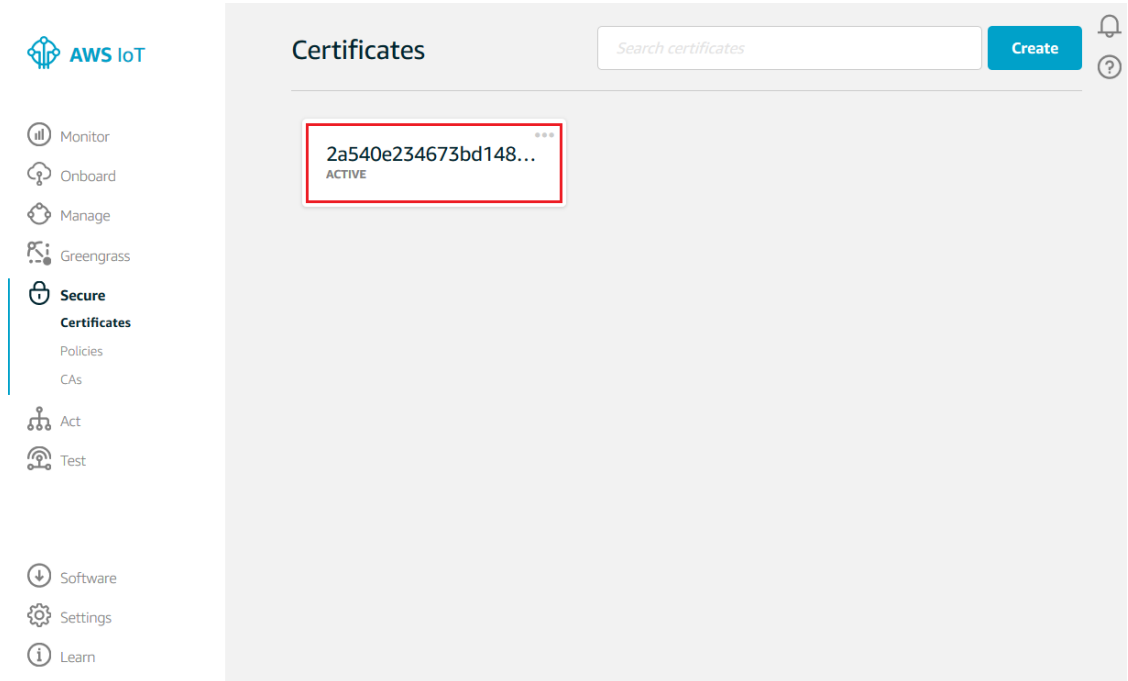 AWS IoT
Monitor
Onboard
Manage
Greengrass
Secure
Certificates
Policies
CAs
Act
Test
Software
Settings
Learn
Certificates
Search certificates
Create
2a540e234673bd148...
ACTIVE